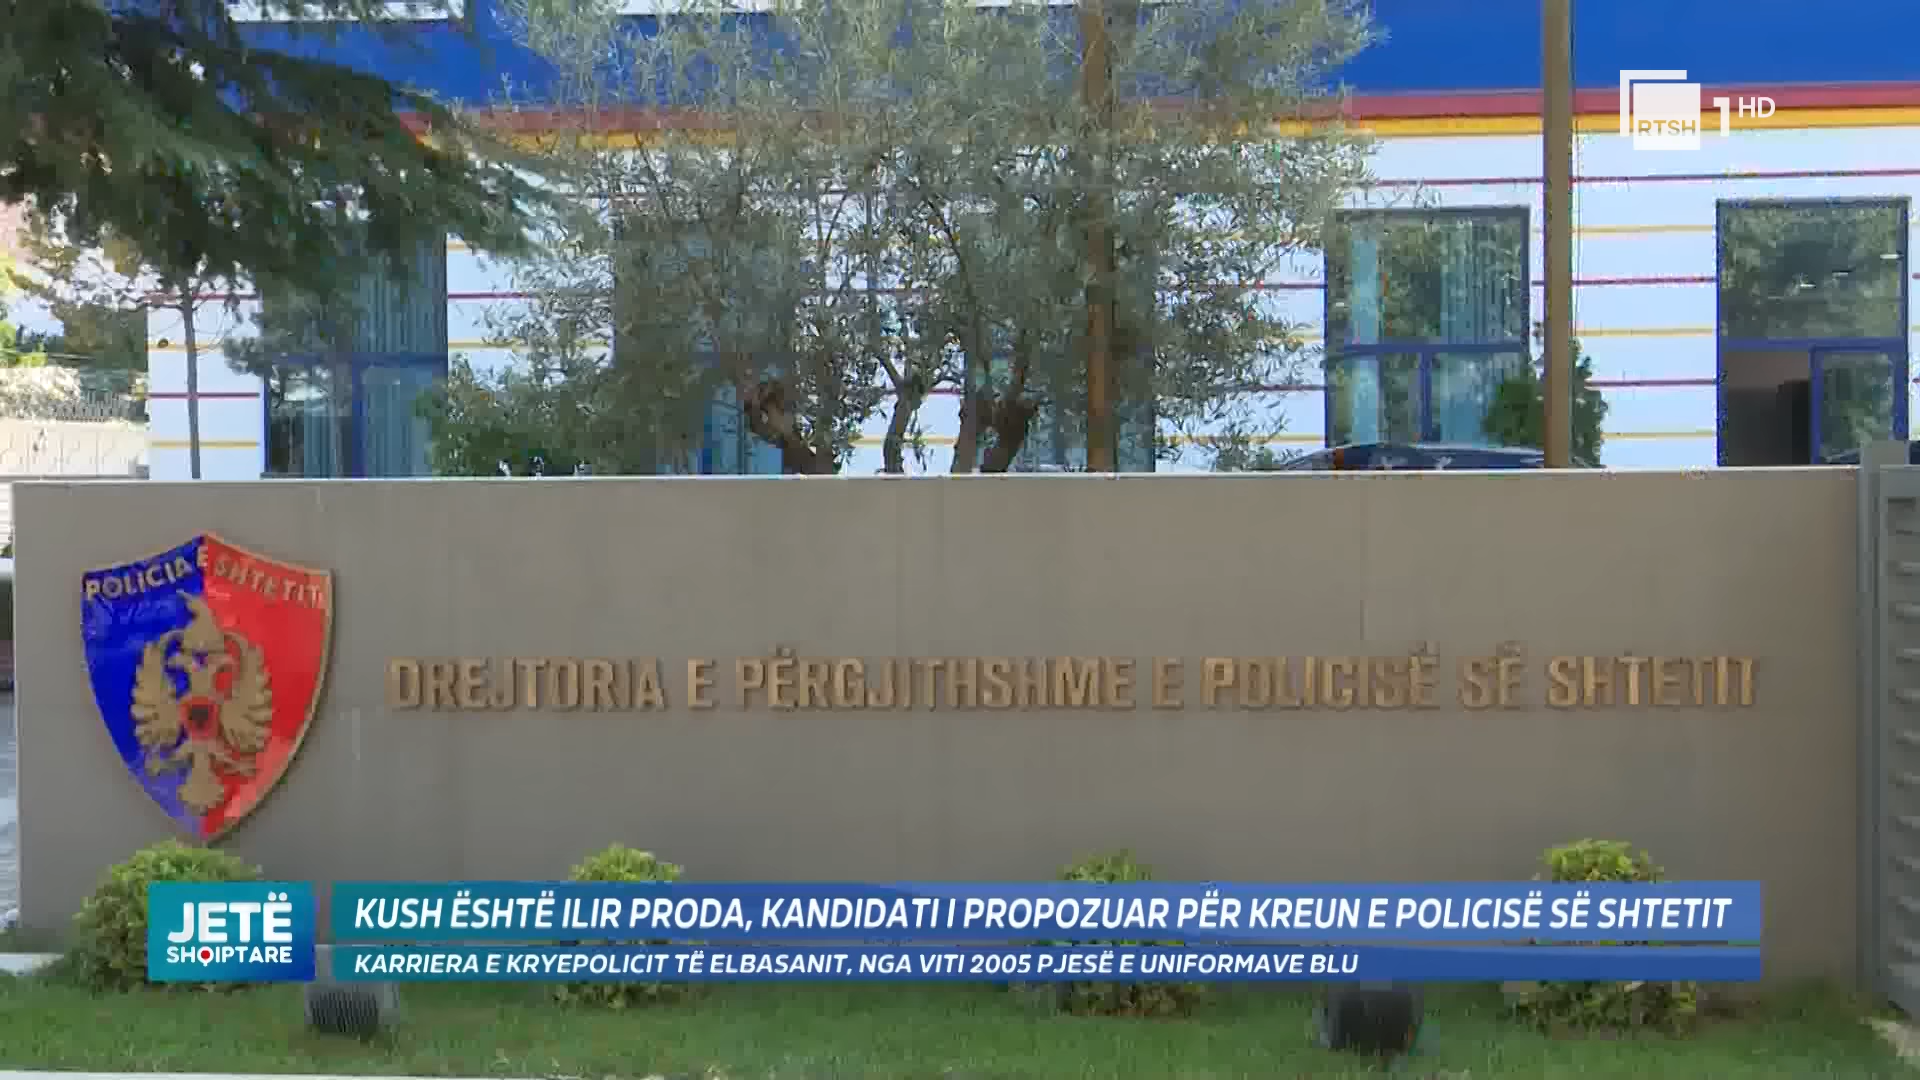 RTSH 1 HD
POLICIA E SHTETIT
DREJTORIA E PËRGJITHSHME E POLICISË SË SHTETIT
JETË
SHQIPTARE
KUSH ËSHTË ILIR PRODA, KANDIDATI I PROPOZUAR PËR KREUN E POLICISË SË SHTETIT
KARRIERA E KRYEPOLICIT TË ELBASANIT, NGA VITI 2005 PJESË E UNIFORMAVE BLU